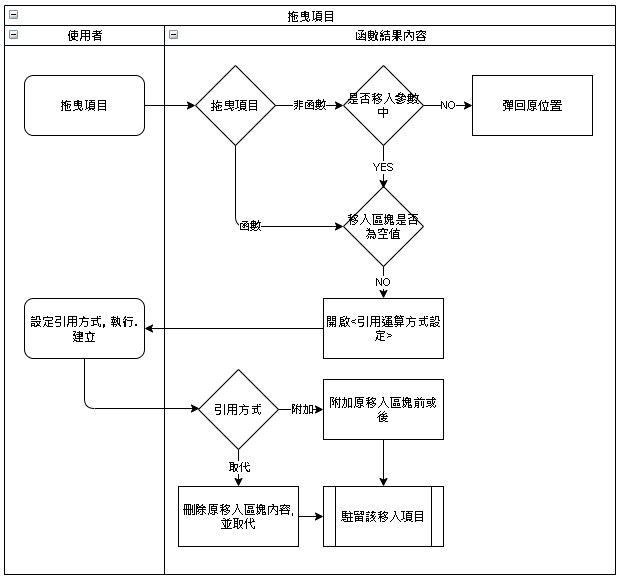 拖曳項目
使用者
函數結果內容
拖曳項目
拖曳項目
非函數
是否移入參數
中
NO
彈回原位置
YES
函數
移入區塊是否
為空值
NO
設定引用方式, 執行.
建立
開啟<引用運算方式設
定>
引用方式
附加
附加原移入區塊前或
後
取代
刪除原移入區塊內容,
並取代
駐留該移入項目